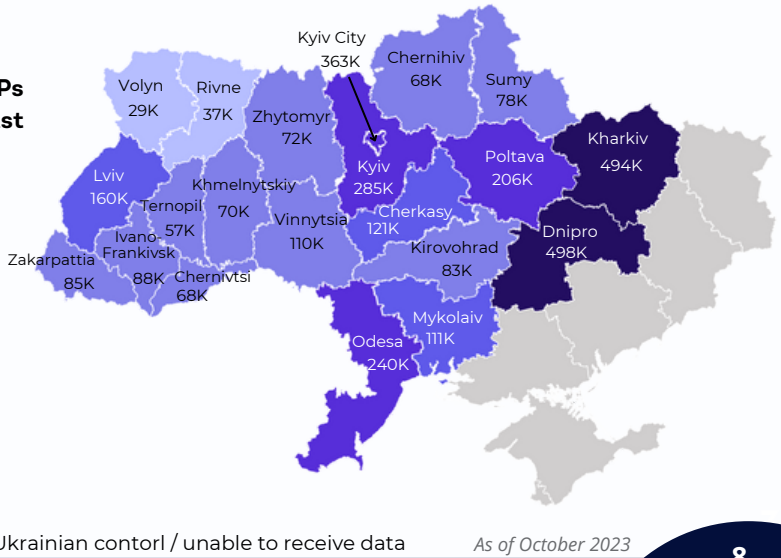 Ps
st
Kyiv City
363K
Chernihiv
68K
Sumy
78K
Volyn
29K
Rivne
37K
Zhytomyr
72K
Kyiv
285K
Poltava
206K
Kharkiv
494K
Lviv
160K
Ternopil
57K
Khmelnytskiy
70K
Vinnytsia
110K
Cherkasy
121K
Dnipro
498K
Kirovohrad
83K
Zakarpattia
85K
Ivano-
Frankivsk
88K
Chernivtsi
68K
Odesa
240K
Mykolaiv
111K
Ukrainian contorl / unable to receive data
As of October 2023
8